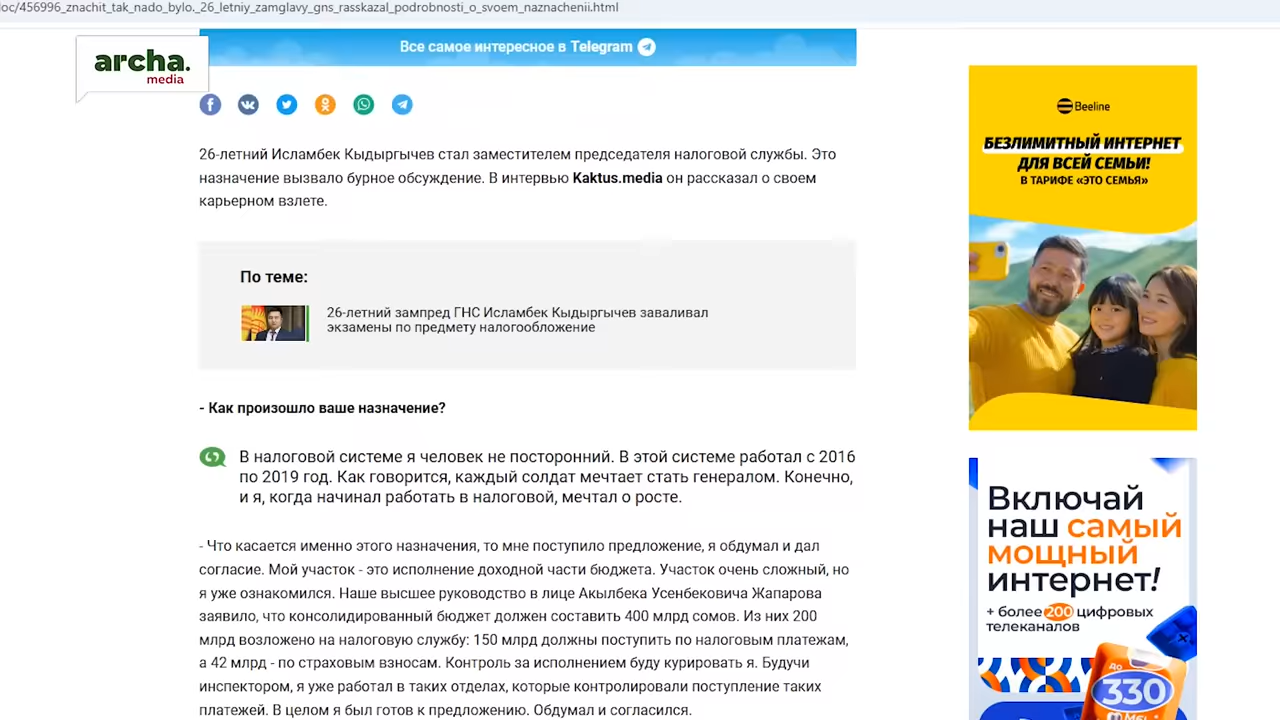 oc/456996_znachit_tak_nado_bylo._26_letniy_zamglavy_gns_rasskazal_podrobnosti_o_svoem_naznachenii.html
archa.
media
Все самое интересное в Telegram
26-летний Исламбек Кыдыргычев стал заместителем председателя налоговой службы. Это
назначение вызвало бурное обсуждение. В интервью Kaktus.media он рассказал о своем
карьерном взлете.
По теме:
26-летний зампред ГНС Исламбек Кыдыргычев заваливал
экзамены по предмету налогообложение
- Как произошло ваше назначение?
В налоговой системе я человек не посторонний. В этой системе работал с 2016
по 2019 год. Как говорится, каждый солдат мечтает стать генералом. Конечно,
и я, когда начинал работать в налоговой, мечтал о росте.
- Что касается именно этого назначения, то мне поступило предложение, я обдумал и дал
согласие. Мой участок - это исполнение доходной части бюджета. Участок очень сложный, но
я уже ознакомился. Наше высшее руководство в лице Акылбека Усенбековича Жапарова
заявило, что консолидированный бюджет должен составить 400 млрд сомов. Из них 200
млрд возложено на налоговую службу: 150 млрд должны поступить по налоговым платежам,
а 42 млрд - по страховым взносам. Контроль за исполнением буду курировать я. Будучи
инспектором, я уже работал в таких отделах, которые контролировали поступление таких
платежей. В целом я был готов к предложению. Обдумал и согласился.
Beeline
БЕЗЛИМИТНЫЙ ИНТЕРНЕТ
ДЛЯ ВСЕЙ СЕМЬИ!
В ТАРИФЕ «ЭТО СЕМЬЯ»
Включай
наш самый
мощный
интернет!
+ более 200 цифровых
телеканалов
до
330